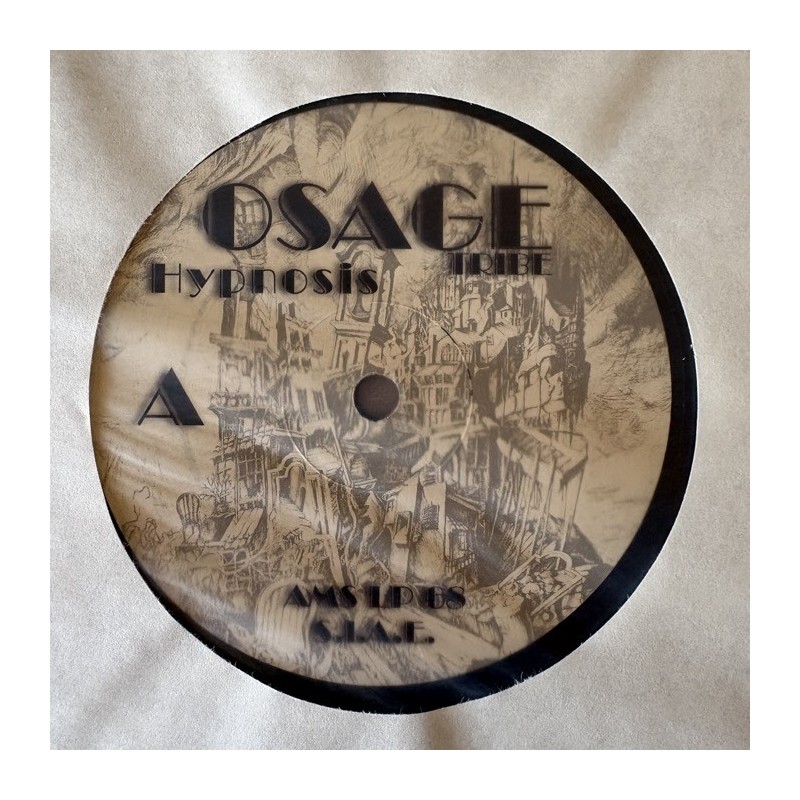 OSAGE
TRIBE
Hypnosis
A
AMS LP 68
S.I.A.E.